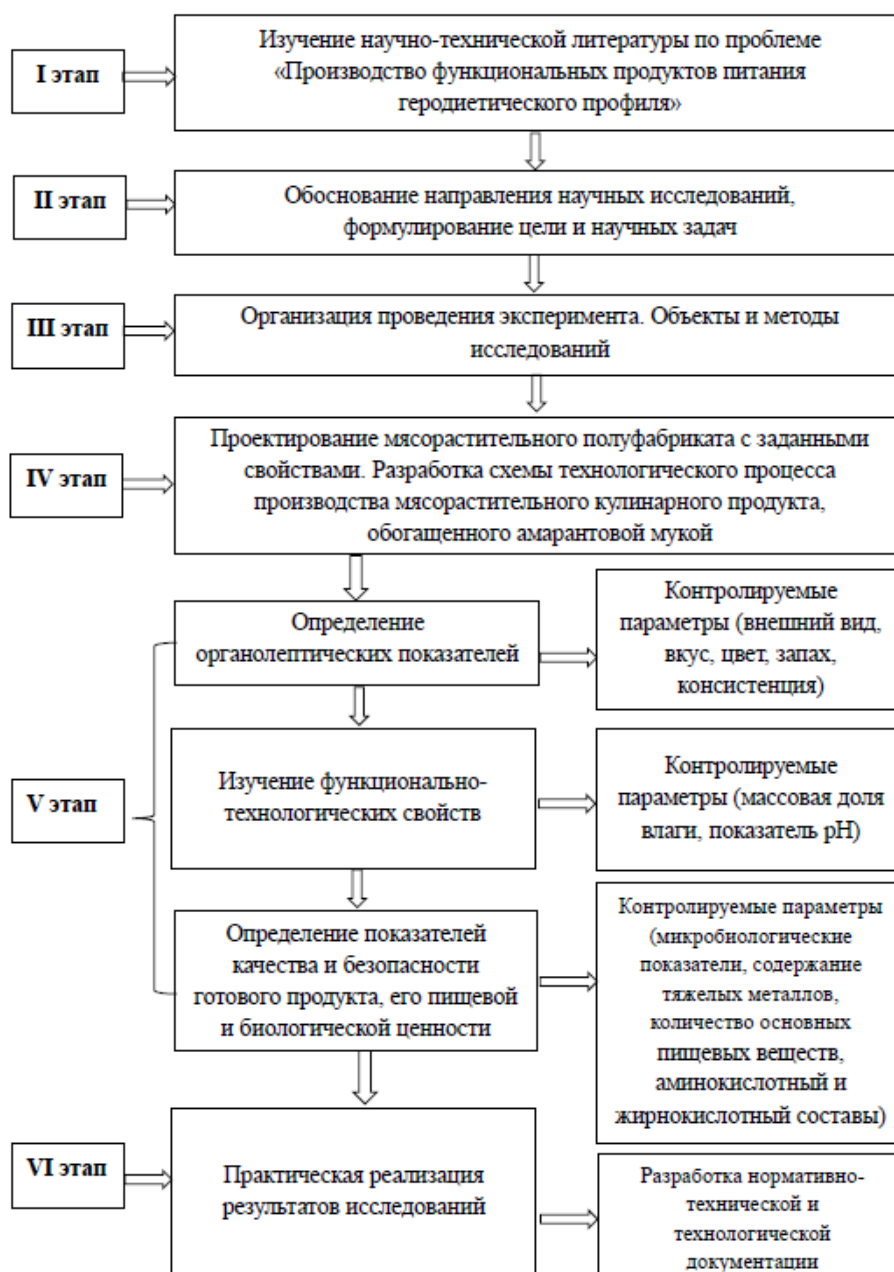 I этап
Изучение научно-технической литературы по проблеме
«Производство функциональных продуктов питания
геродиетического профиля»
II этап
Обоснование направления научных исследований,
формулирование цели и научных задач
III этап
Организация проведения эксперимента. Объекты и методы
исследований
IV этап
Проектирование мясорастительного полуфабриката с заданными
свойствами. Разработка схемы технологического процесса
производства мясорастительного кулинарного продукта,
обогащенного амарантовой мукой
V этап
Определение
органолептических показателей
Контролируемые
параметры (внешний вид,
вкус, цвет, запах,
консистенция)
Изучение функционально-
технологических свойств
Контролируемые
параметры (массовая доля
влаги, показатель pH)
Определение показателей
качества и безопасности
готового продукта, его пищевой
и биологической ценности
Контролируемые параметры
(микробиологические
показатели, содержание
тяжелых металлов,
количество основных
пищевых веществ,
аминокислотный и
жирнокислотный составы)
VI этап
Практическая реализация
результатов исследований
Разработка нормативно-
технической и
технологической
документации